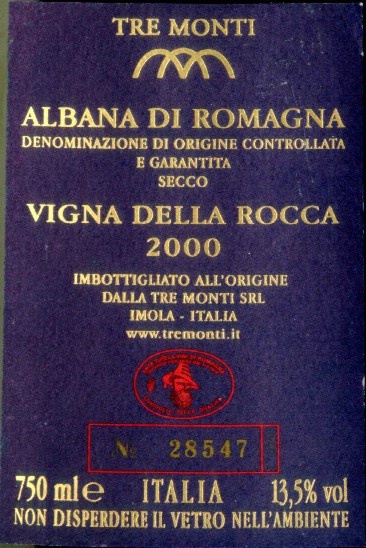 TRE MONTI
ALBANA DI ROMAGNA
DENOMINAZIONE DI ORIGINE CONTROLLATA
E GARANTITA
SECCO
VIGNA DELLA ROCCA
2000
IMBOTTIGLIATO ALL'ORIGINE
DALLA TRE MONTI SRL
IMOLA - ITALIA
www.tremonti.it
№ 28547
750 ml e ITALIA 13,5% vol
NON DISPERDERE IL VETRO NELL'AMBIENTE